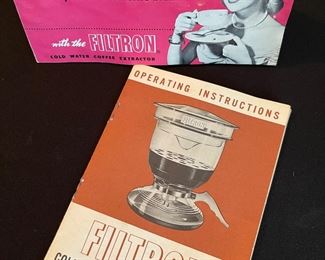 with the FILTRON®
COLD WATER COFFEE EXTRACTOR
OPERATING INSTRUCTIONS
FILTRON
FILTRON